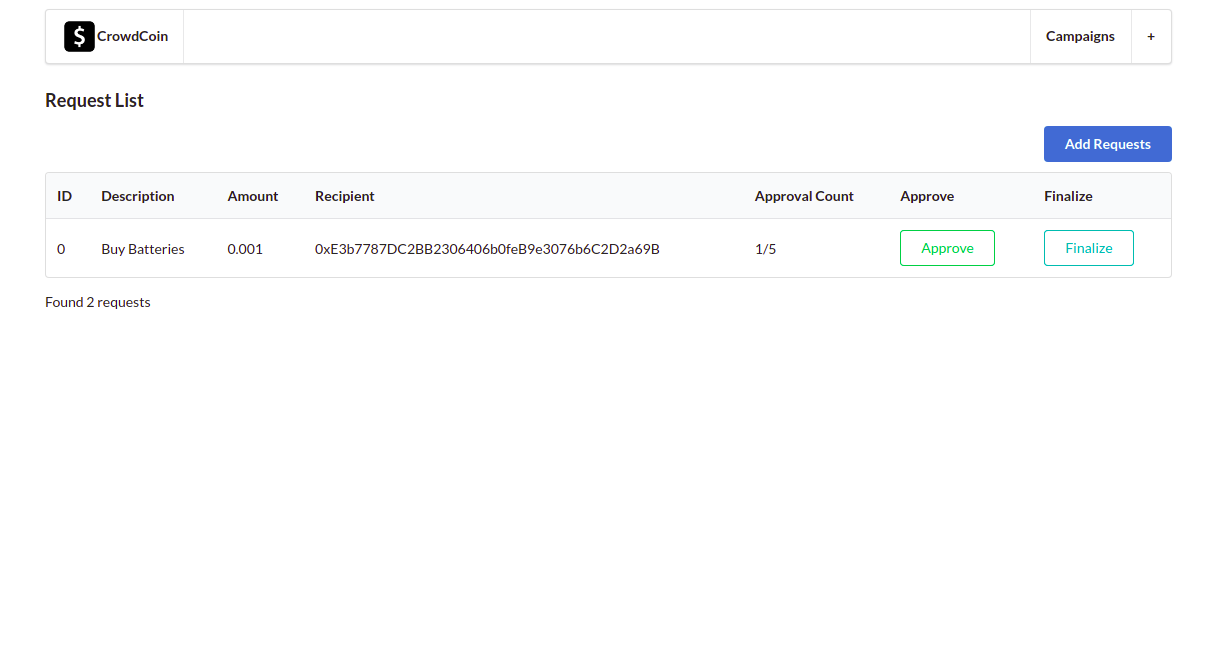 $ CrowdCoin Campaigns +
Request List
Add Requests
ID Description Amount Recipient Approval Count Approve Finalize
0 Buy Batteries 0.001 0xE3b7787DC2BB2306406b0feB9e3076b6C2D2a69B 1/5 Approve Finalize
Found 2 requests